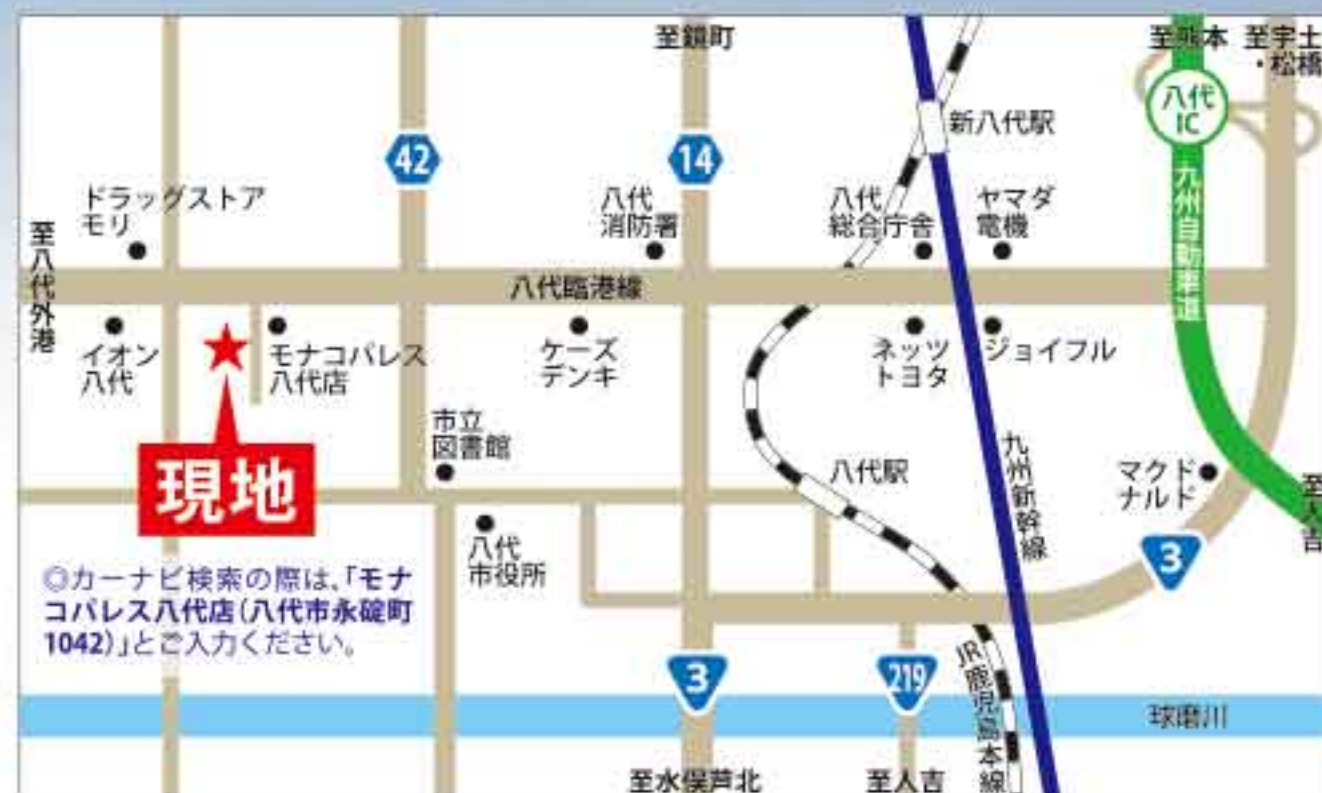 至鏡町
至熊本
至宇土
・松橋
八代
IC
新八代駅
42
14
ドラッグストア
モリ
八代
消防署
八代
総合庁舎
ヤマダ
電機
九州自動車道
至八代外港
八代臨港線
イオン
八代
モナコパレス
八代店
ケーズ
デンキ
ネッツ
トヨタ
ジョイフル
市立
図書館
現地
八代駅
九州新幹線
マクド
ナルド
至人吉
八代
市役所
3
◎カーナビ検索の際は、「モナ
コパレス八代店(八代市永碇町
1042)」とご入力ください。
3
219
JR鹿児島本線
球磨川
至水俣芦北
至人吉